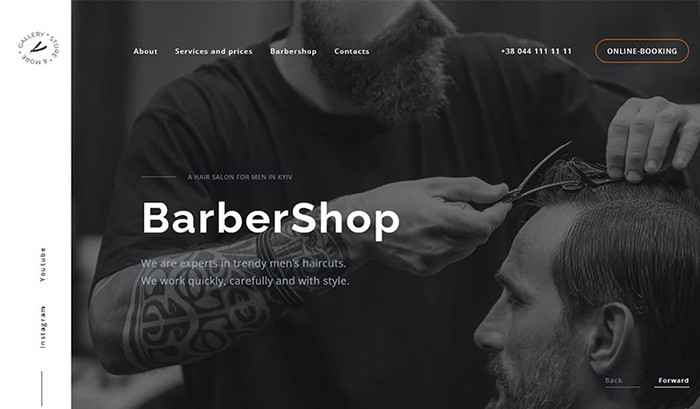 GALLERY • STORE • & MORE •
About
Services and prices
Barbershop
Contacts
+38 044 111 11 11
ONLINE-BOOKING
A HAIR SALON FOR MEN IN KYIV
BarberShop
We are experts in trendy men's haircuts.
We work quickly, carefully and with style.
Youtube
Instagram
Back
Forward